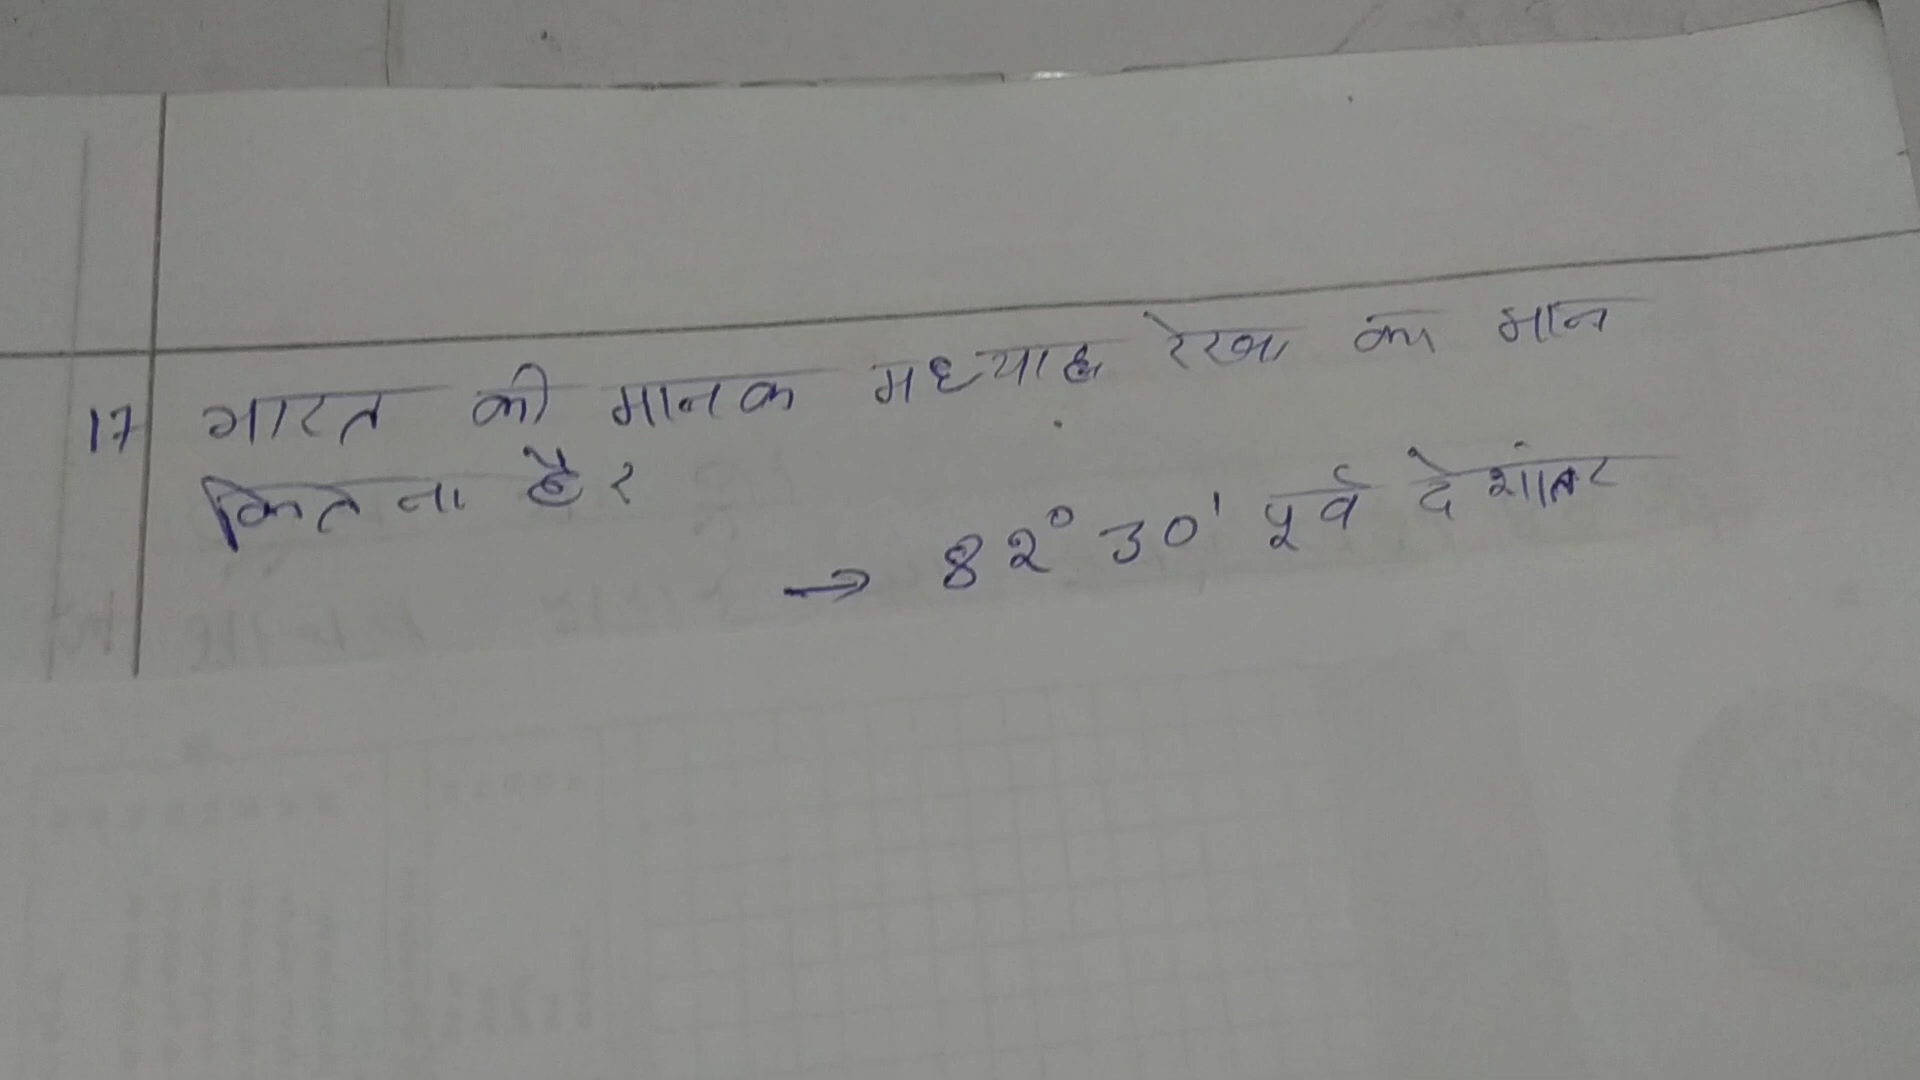 17 भारत की मानक मध्याह्न रेखा का मान
कितना है?
→ 82° 30' पूर्व देशांतर